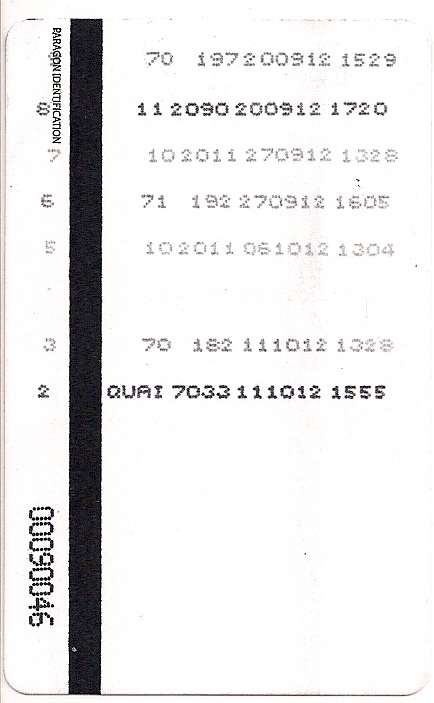 PARAGON IDENTIFICATION
70 197 200912 1529
8 11 2090 200912 1720
7 10 2011 270912 1328
6 71 192 270912 1605
5 10 2011 081012 1304
3 70 182 111012 1328
2 QUAI 7033 111012 1555
00090046